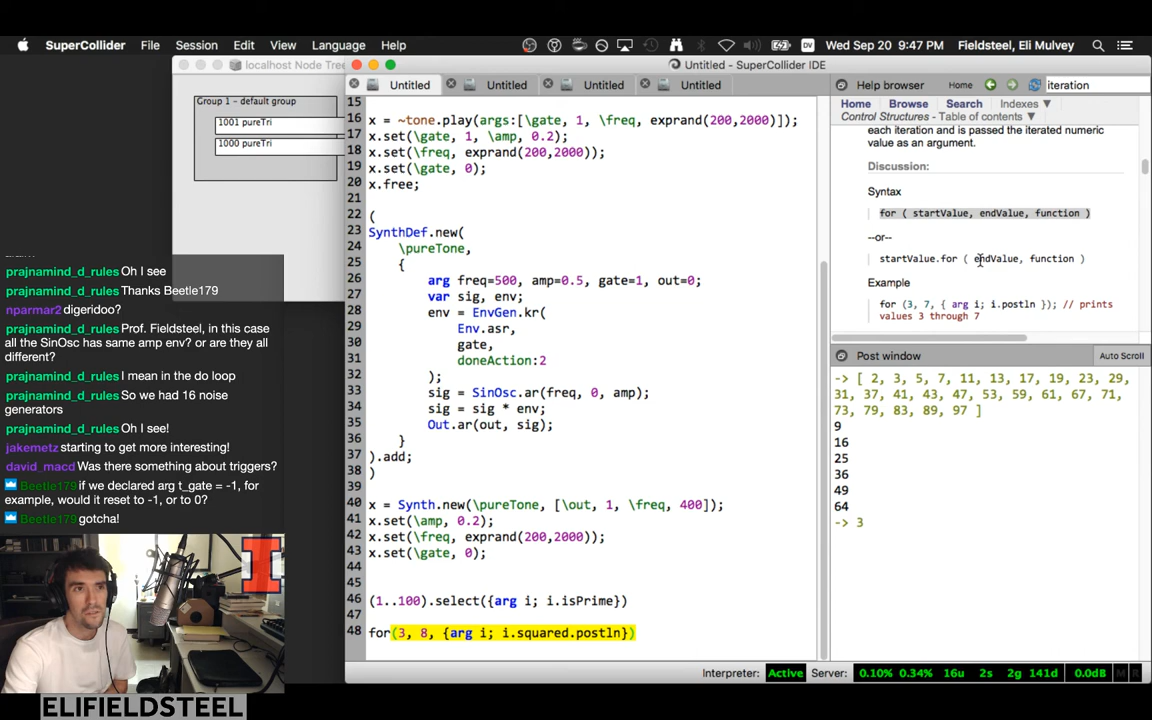 SuperCollider File Session Edit View Language Help Wed Sep 20 9:47 PM Fieldsteel, Eli Mulvey
localhost Node Tree
Group 1 - default group
1001 pureTri
1000 pureTri
Untitled - SuperCollider IDE
Untitled Untitled Untitled Untitled
15
16 x = ~tone.play(args:[\gate, 1, \freq, exprand(200,2000)]);
17 x.set(\gate, 1, \amp, 0.2);
18 x.set(\freq, exprand(200,2000));
19 x.set(\gate, 0);
20 x.free;
21
22 (
23 SynthDef.new(
24 \pureTone,
25 {
26 arg freq=500, amp=0.5, gate=1, out=0;
27 var sig, env;
28 env = EnvGen.kr(
29 Env.asr,
30 gate,
31 doneAction:2
32 );
33 sig = SinOsc.ar(freq, 0, amp);
34 sig = sig * env;
35 Out.ar(out, sig);
36 }
37 ).add;
38 )
39
40 x = Synth.new(\pureTone, [\out, 1, \freq, 400]);
41 x.set(\amp, 0.2);
42 x.set(\freq, exprand(200,2000));
43 x.set(\gate, 0);
44
45
46 (1..100).select({arg i; i.isPrime})
47
48 for(3, 8, {arg i; i.squared.postln})
Help browser Home iteration
Home Browse Search Indexes ▼
Control Structures - Table of contents ▼
each iteration and is passed the iterated numeric
value as an argument.
Discussion:
Syntax
for ( startValue, endValue, function )
--or--
startValue.for ( endValue, function )
Example
for (3, 7, { arg i; i.postln }); // prints
values 3 through 7
Post window Auto Scroll
-> [ 2, 3, 5, 7, 11, 13, 17, 19, 23, 29,
31, 37, 41, 43, 47, 53, 59, 61, 67, 71,
73, 79, 83, 89, 97 ]
9
16
25
36
49
64
-> 3
Interpreter: Active Server: 0.10% 0.34% 16u 2s 2g 141d 0.0dB M R
prajnamind_d_rules Oh I see
prajnamind_d_rules Thanks Beetle179
nparmar2 digeridoo?
prajnamind_d_rules Prof. Fieldsteel, in this case
all the SinOsc has same amp env? or are they all
different?
prajnamind_d_rules I mean in the do loop
prajnamind_d_rules So we had 16 noise
generators
prajnamind_d_rules Oh I see!
jakemetz starting to get more interesting!
david_macd Was there something about triggers?
Beetle179 if we declared arg t_gate = -1, for
example, would it reset to -1, or to 0?
Beetle179 gotcha!
I
ELIFIELDSTEEL